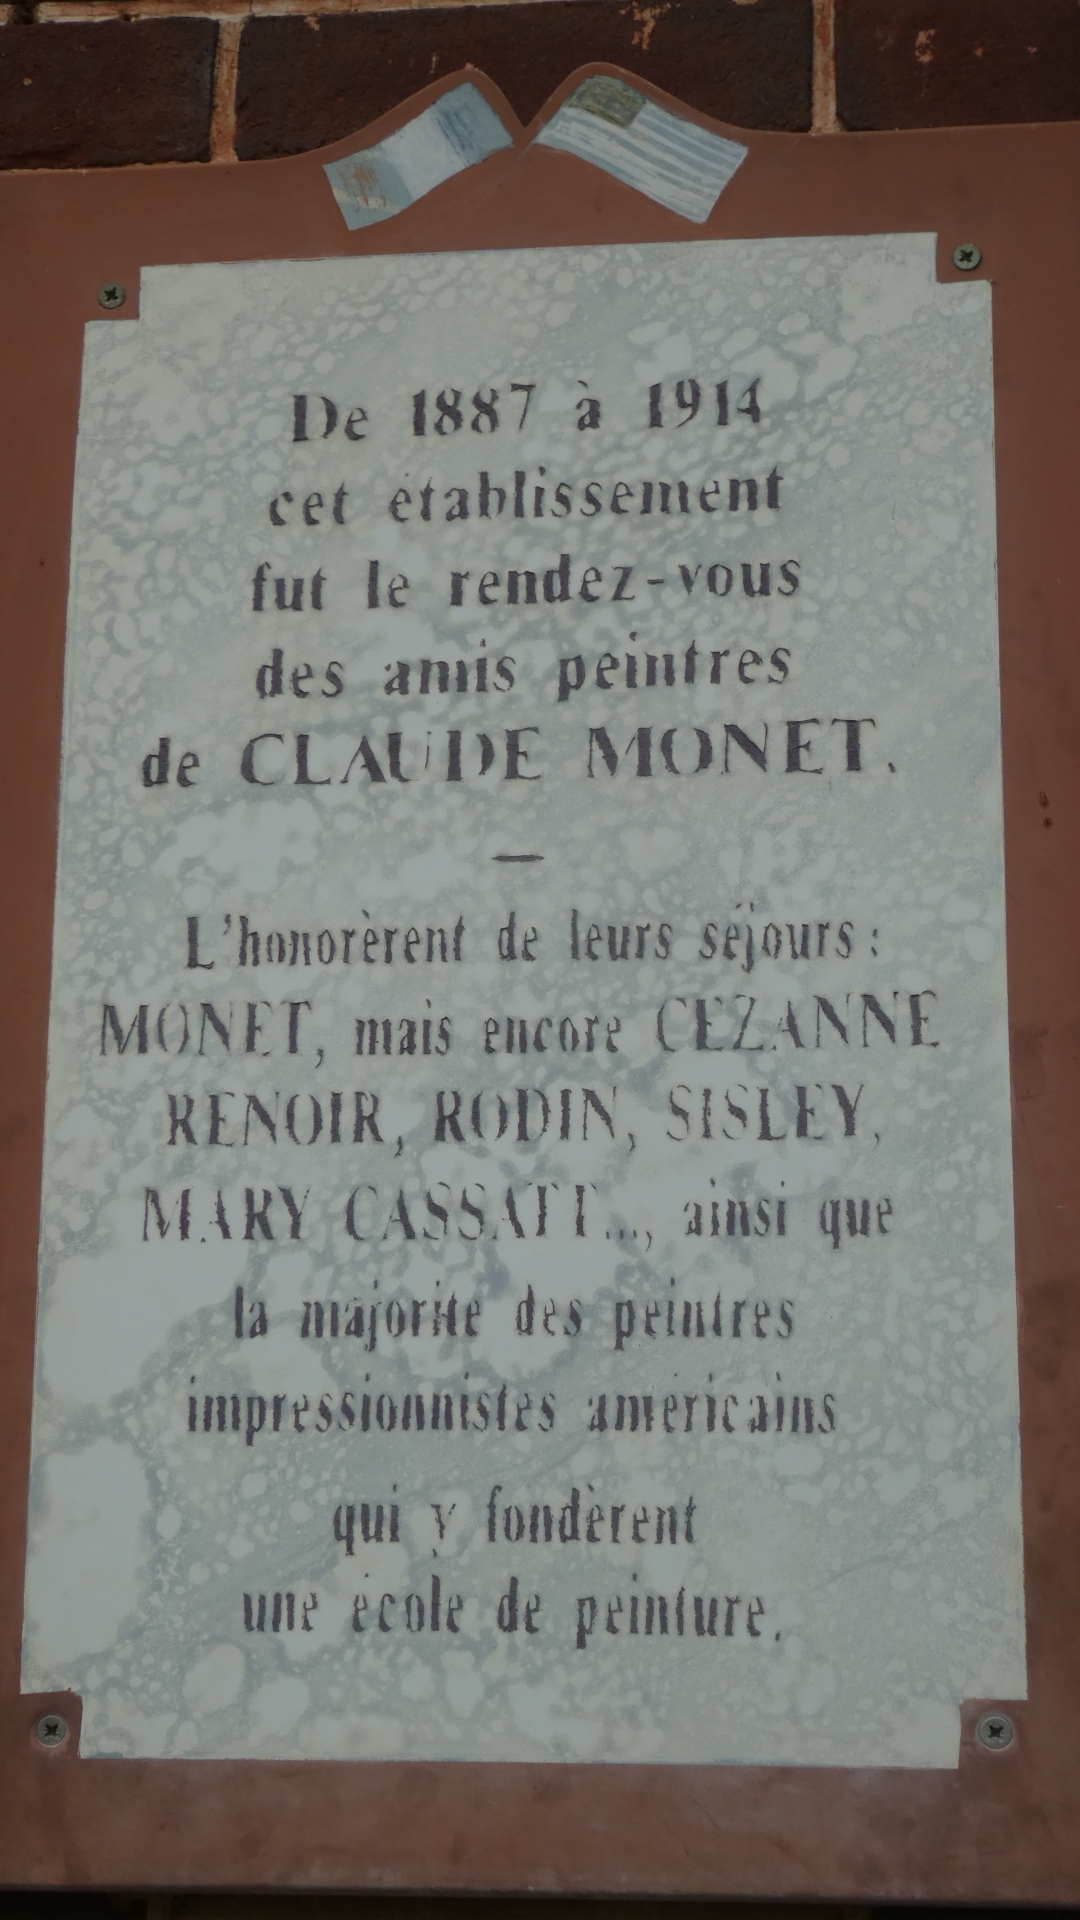 De 1887 à 1914
cet établissement
fut le rendez-vous
des amis peintres
de CLAUDE MONET.
—
L'honorèrent de leurs séjours :
MONET, mais encore CEZANNE
RENOIR, RODIN, SISLEY,
MARY CASSATT..., ainsi que
la majorité des peintres
impressionnistes américains
qui y fondèrent
une école de peinture.